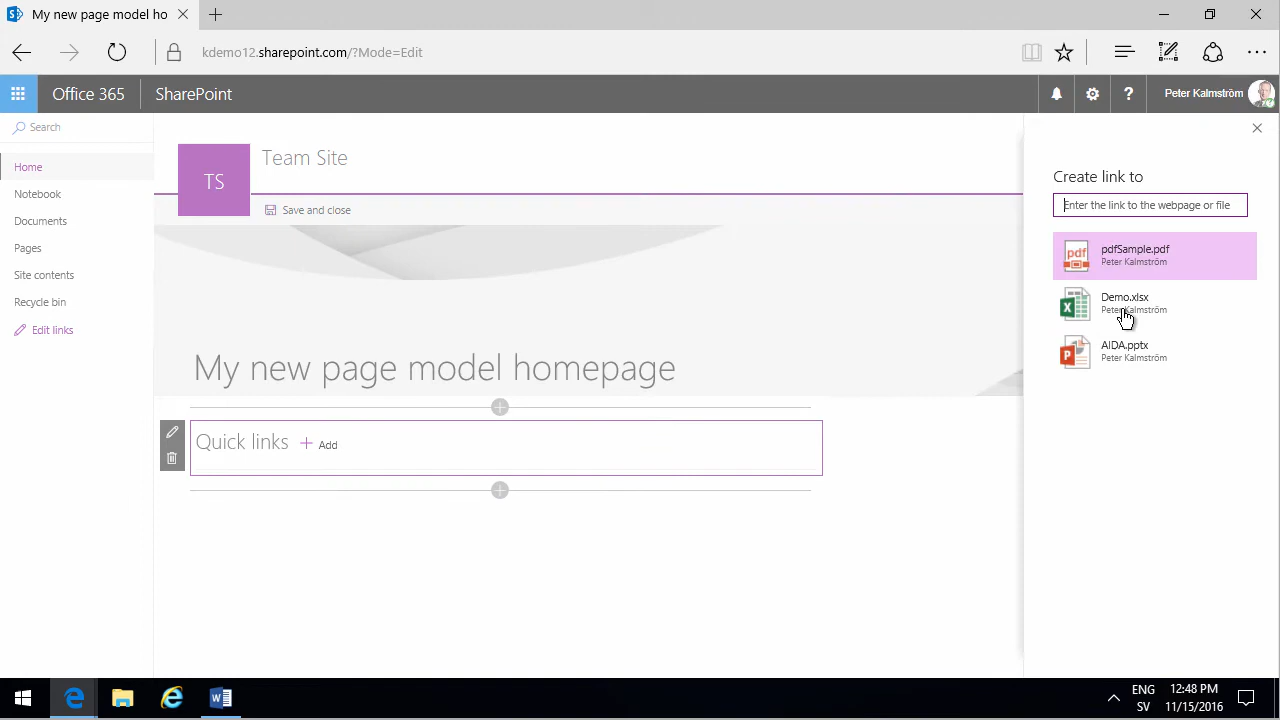 My new page model ho
kdemo12.sharepoint.com/?Mode=Edit
Office 365
SharePoint
Peter Kalmström
Search
Home
Notebook
Documents
Pages
Site contents
Recycle bin
Edit links
TS
Team Site
Save and close
My new page model homepage
Quick links
Add
Create link to
Enter the link to the webpage or file
pdf
pdfSample.pdf
Peter Kalmström
Demo.xlsx
Peter Kalmström
AIDA.pptx
Peter Kalmström
ENG
SV
12:48 PM
11/15/2016